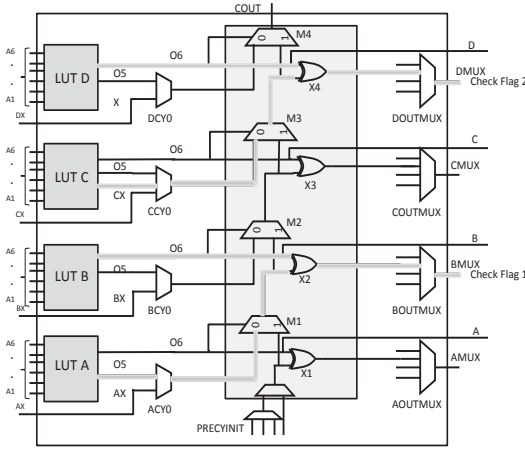 COUT
M4
0 1
D
A6
O6
LUT D
O5
X
A1
DX
DCY0
X4
DMUX
Check Flag 2
DOUTMUX
M3
0 1
C
A6
O6
LUT C
O5
CX
A1
CX
CCY0
X3
CMUX
COUTMUX
M2
0 1
B
A6
O6
LUT B
O5
BX
A1
BX
BCY0
X2
BMUX
Check Flag 1
BOUTMUX
M1
0 1
A
A6
O6
LUT A
O5
AX
A1
AX
ACY0
X1
AMUX
AOUTMUX
PRECYINIT